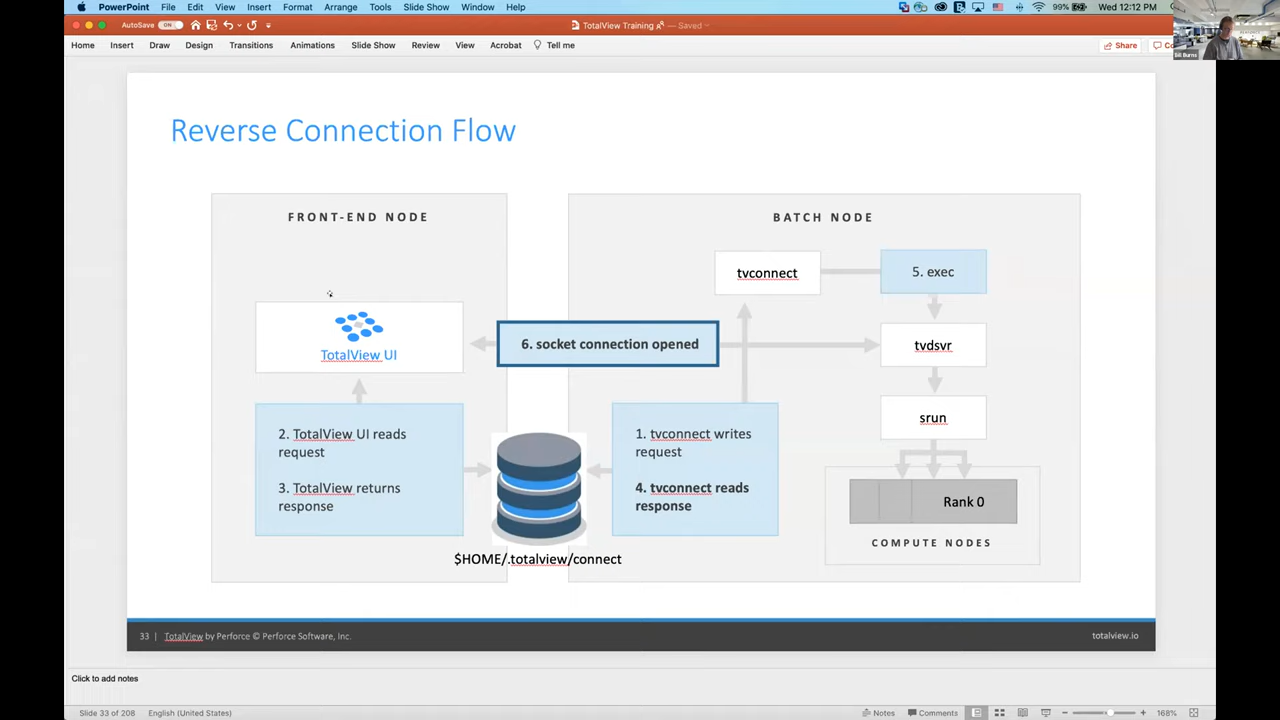 PowerPoint File Edit View Insert Format Arrange Tools Slide Show Window Help 99% Wed 12:12 PM
AutoSave ON TotalView Training — Saved
Home Insert Draw Design Transitions Animations Slide Show Review View Acrobat Tell me Share Co
Bill Burns
Reverse Connection Flow
FRONT-END NODE
BATCH NODE
tvconnect
5. exec
TotalView UI
6. socket connection opened
tvdsvr
srun
2. TotalView UI reads
request
3. TotalView returns
response
1. tvconnect writes
request
4. tvconnect reads
response
Rank 0
COMPUTE NODES
$HOME/.totalview/connect
33 | TotalView by Perforce © Perforce Software, Inc.
totalview.io
Click to add notes
Slide 33 of 208 English (United States) Notes Comments 168%